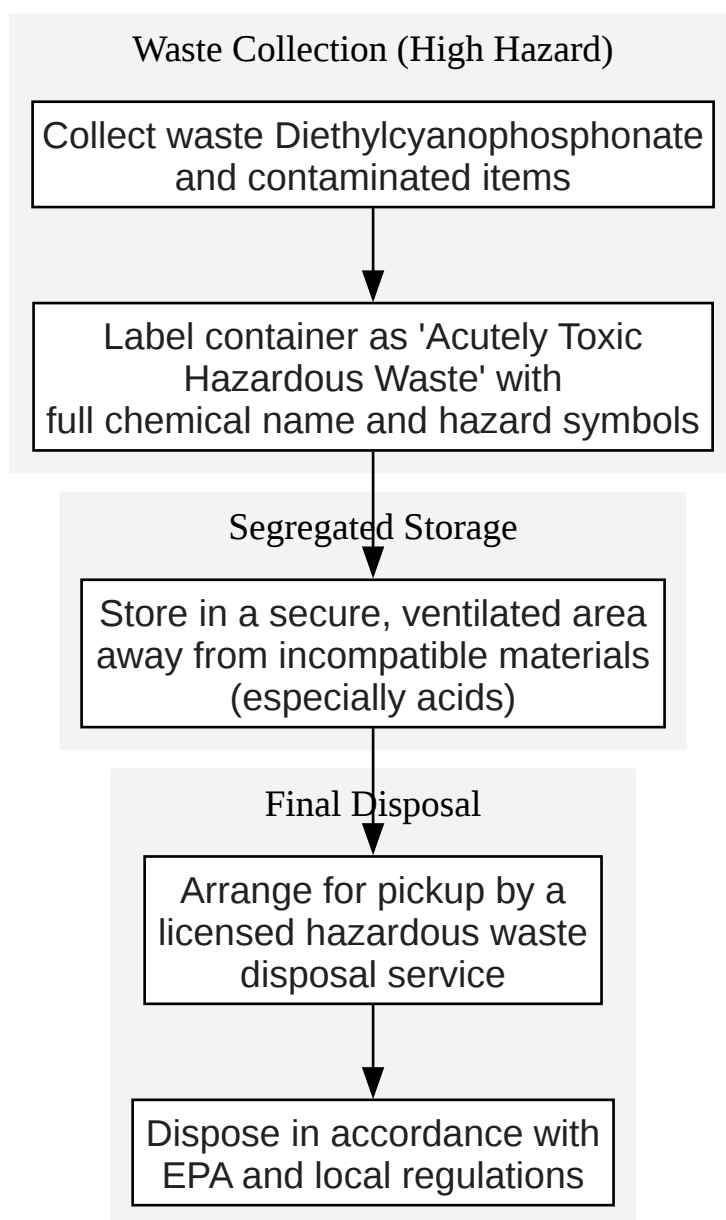 Waste Collection (High Hazard)
Collect waste Diethylcyanophosphonate
and contaminated items
Label container as 'Acutely Toxic
Hazardous Waste' with
full chemical name and hazard symbols
Segregated Storage
Store in a secure, ventilated area
away from incompatible materials
(especially acids)
Final Disposal
Arrange for pickup by a
licensed hazardous waste
disposal service
Dispose in accordance with
EPA and local regulations